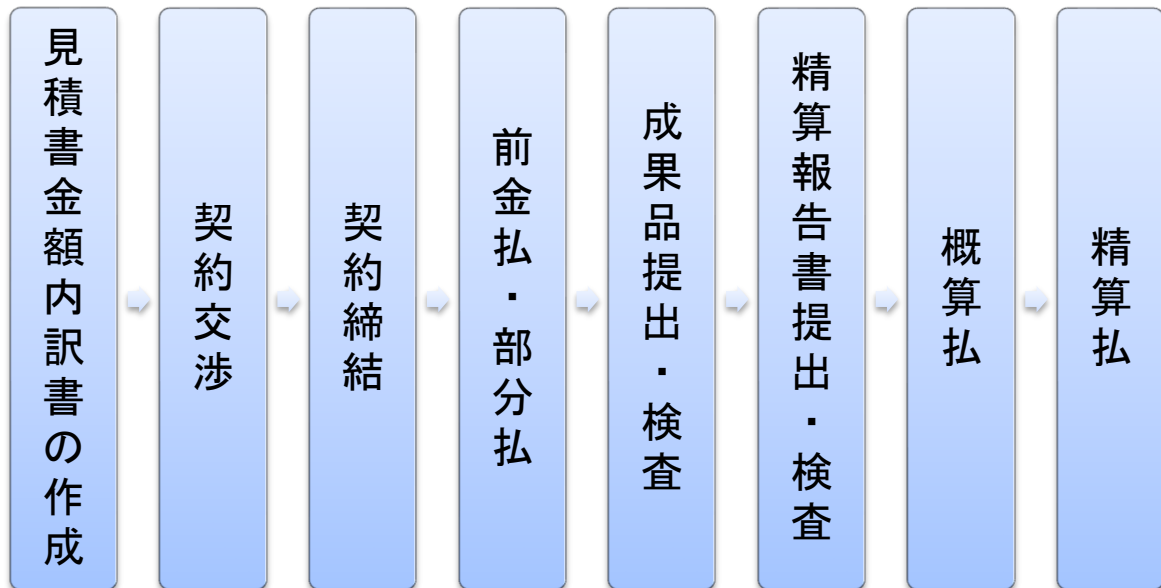 見積書金額内訳書の作成
契約交渉
契約締結
前金払・部分払
成果品提出・検査
精算報告書提出・検査
概算払
精算払